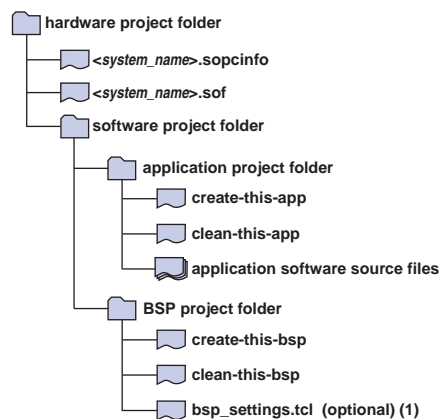 hardware project folder
<system_name>.sopcinfo
<system_name>.sof
software project folder
application project folder
create-this-app
clean-this-app
application software source files
BSP project folder
create-this-bsp
clean-this-bsp
bsp_settings.tcl (optional) (1)